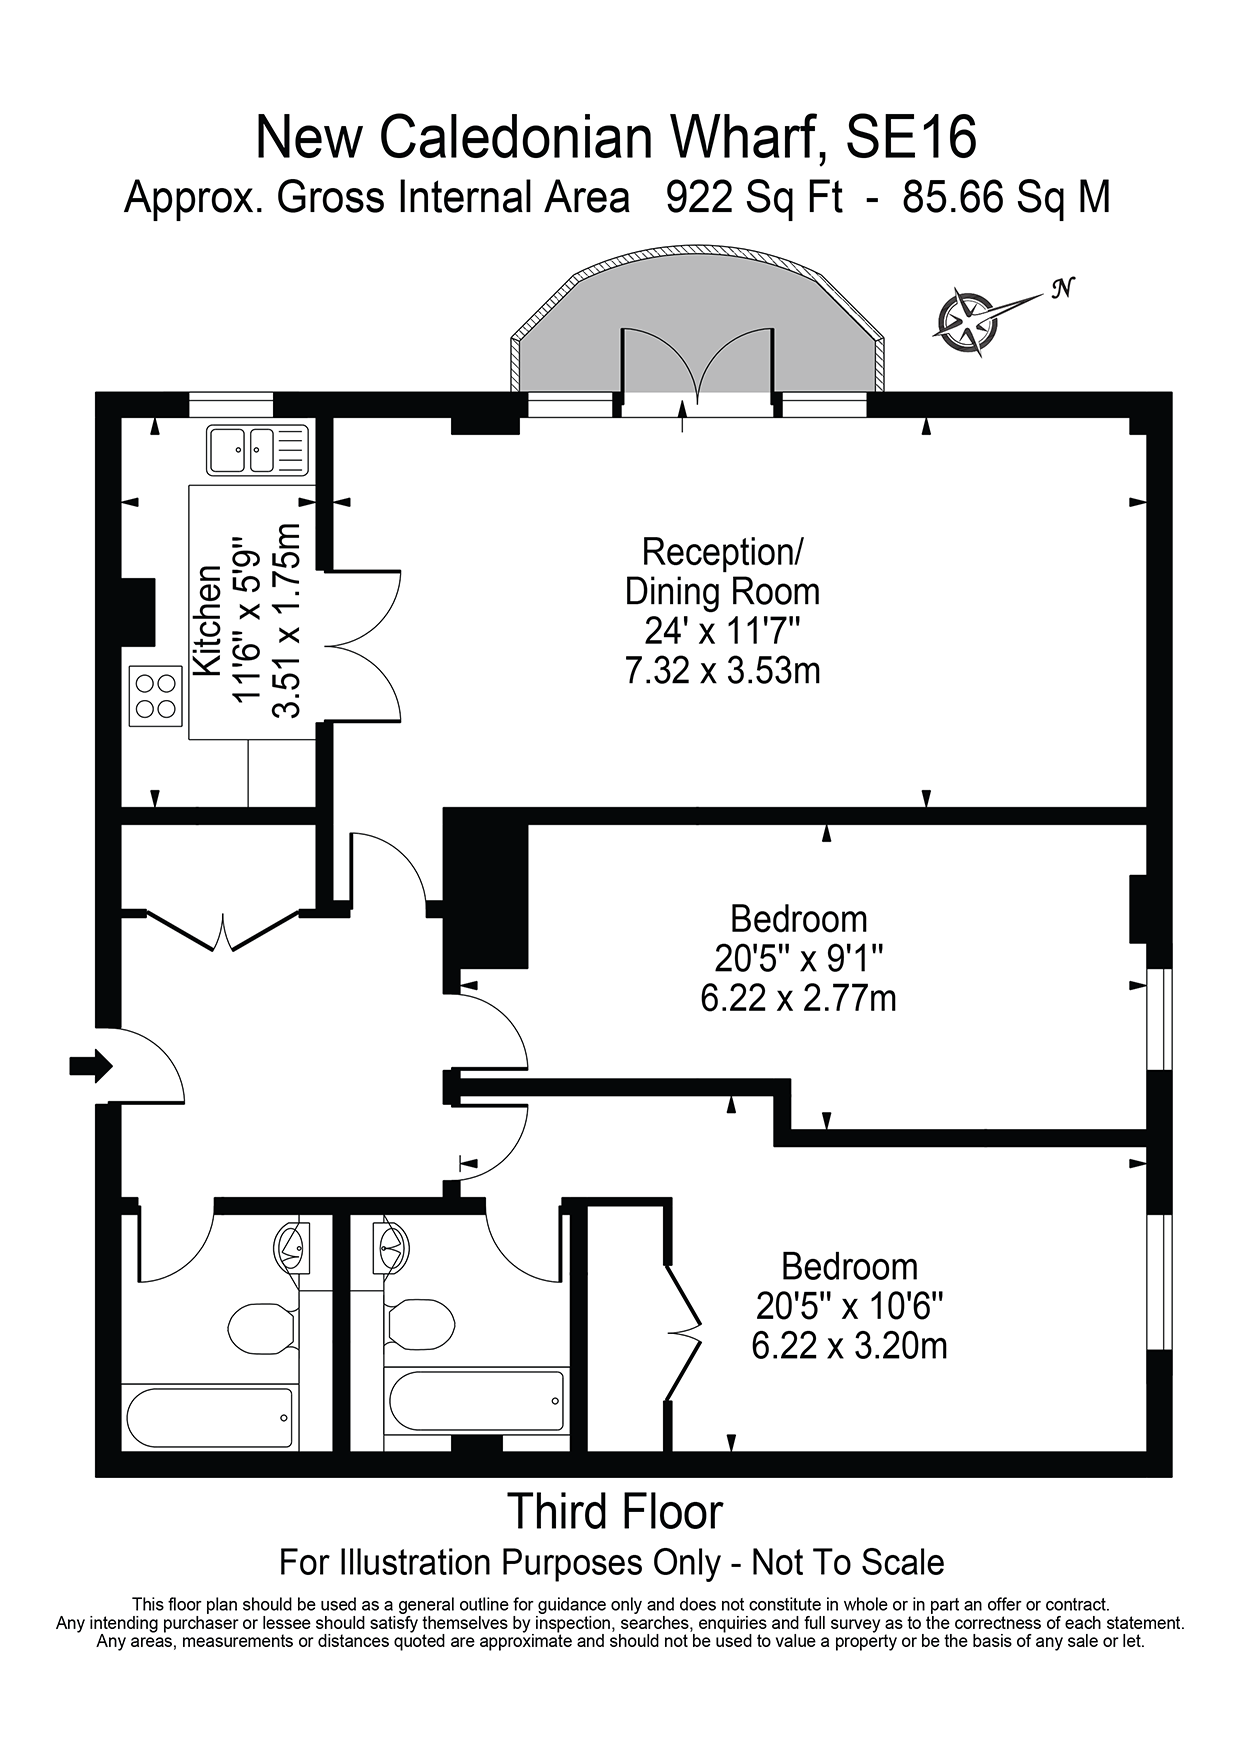 New Caledonian Wharf, SE16
Approx. Gross Internal Area 922 Sq Ft - 85.66 Sq M
N
Reception/
Dining Room
24' x 11'7"
7.32 x 3.53m
Kitchen
11'6" x 5'9"
3.51 x 1.75m
Bedroom
20'5" x 9'1"
6.22 x 2.77m
Bedroom
20'5" x 10'6"
6.22 x 3.20m
Third Floor
For Illustration Purposes Only - Not To Scale
This floor plan should be used as a general outline for guidance only and does not constitute in whole or in part an offer or contract.
Any intending purchaser or lessee should satisfy themselves by inspection, searches, enquiries and full survey as to the correctness of each statement.
Any areas, measurements or distances quoted are approximate and should not be used to value a property or be the basis of any sale or let.